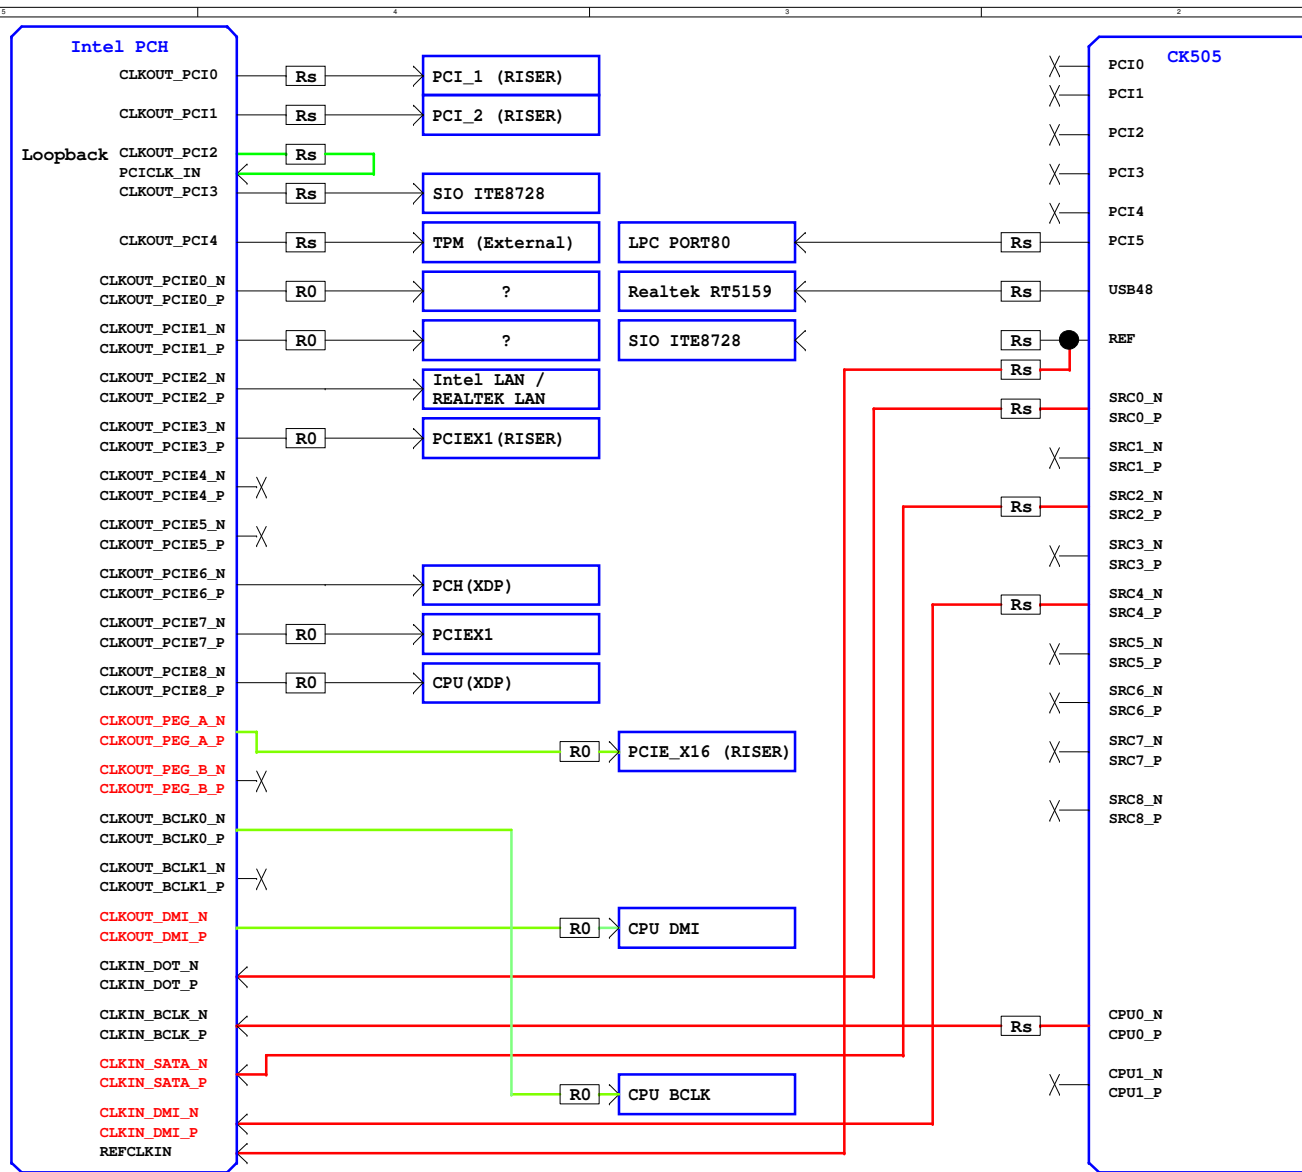 5 4 3 2
Intel PCH
CLKOUT_PCI0 Rs PCI_1 (RISER)
CLKOUT_PCI1 Rs PCI_2 (RISER)
Loopback CLKOUT_PCI2 Rs
PCICLK_IN
CLKOUT_PCI3 Rs SIO ITE8728
CLKOUT_PCI4 Rs TPM (External)
CLKOUT_PCIE0_N
CLKOUT_PCIE0_P
R0 ?
CLKOUT_PCIE1_N
CLKOUT_PCIE1_P
R0 ?
CLKOUT_PCIE2_N
CLKOUT_PCIE2_P
Intel LAN /
REALTEK LAN
CLKOUT_PCIE3_N
CLKOUT_PCIE3_P
R0 PCIEX1(RISER)
CLKOUT_PCIE4_N
CLKOUT_PCIE4_P
CLKOUT_PCIE5_N
CLKOUT_PCIE5_P
CLKOUT_PCIE6_N
CLKOUT_PCIE6_P
PCH(XDP)
CLKOUT_PCIE7_N
CLKOUT_PCIE7_P
R0 PCIEX1
CLKOUT_PCIE8_N
CLKOUT_PCIE8_P
R0 CPU(XDP)
CLKOUT_PEG_A_N
CLKOUT_PEG_A_P
R0 PCIE_X16 (RISER)
CLKOUT_PEG_B_N
CLKOUT_PEG_B_P
CLKOUT_BCLK0_N
CLKOUT_BCLK0_P
CLKOUT_BCLK1_N
CLKOUT_BCLK1_P
CLKOUT_DMI_N
CLKOUT_DMI_P
R0 CPU DMI
CLKIN_DOT_N
CLKIN_DOT_P
CLKIN_BCLK_N
CLKIN_BCLK_P
CLKIN_SATA_N
CLKIN_SATA_P
R0 CPU BCLK
CLKIN_DMI_N
CLKIN_DMI_P
REFCLKIN
CK505
PCI0
PCI1
PCI2
PCI3
PCI4
LPC PORT80 Rs PCI5
Realtek RT5159 Rs USB48
SIO ITE8728 Rs REF
Rs
Rs
SRC0_N
SRC0_P
SRC1_N
SRC1_P
Rs
SRC2_N
SRC2_P
SRC3_N
SRC3_P
Rs
SRC4_N
SRC4_P
SRC5_N
SRC5_P
SRC6_N
SRC6_P
SRC7_N
SRC7_P
SRC8_N
SRC8_P
Rs
CPU0_N
CPU0_P
CPU1_N
CPU1_P